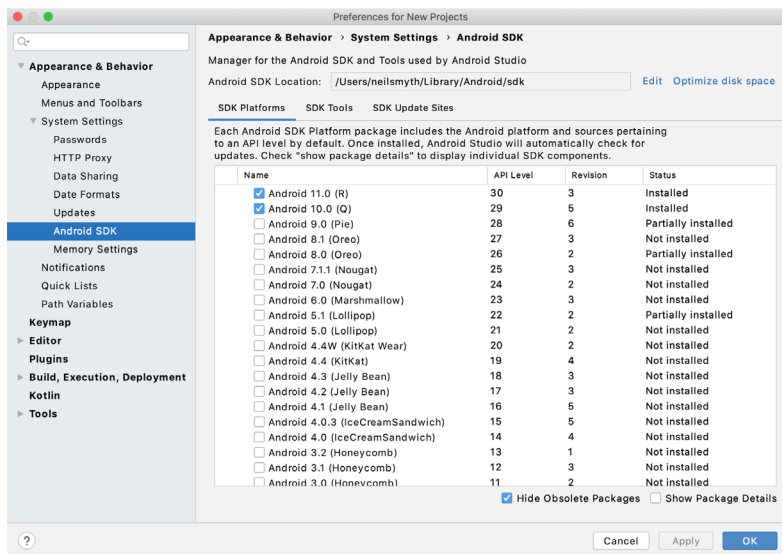 Preferences for New Projects
Appearance & Behavior
Appearance
Menus and Toolbars
System Settings
Passwords
HTTP Proxy
Data Sharing
Date Formats
Updates
Android SDK
Memory Settings
Notifications
Quick Lists
Path Variables
Keymap
Editor
Plugins
Build, Execution, Deployment
Kotlin
Tools
Appearance & Behavior › System Settings › Android SDK
Manager for the Android SDK and Tools used by Android Studio
Android SDK Location: /Users/neilsmyth/Library/Android/sdk Edit Optimize disk space
SDK Platforms SDK Tools SDK Update Sites
Each Android SDK Platform package includes the Android platform and sources pertaining
to an API level by default. Once installed, Android Studio will automatically check for
updates. Check "show package details" to display individual SDK components.
Name API Level Revision Status
Android 11.0 (R) 30 3 Installed
Android 10.0 (Q) 29 5 Installed
Android 9.0 (Pie) 28 6 Partially installed
Android 8.1 (Oreo) 27 3 Not installed
Android 8.0 (Oreo) 26 2 Partially installed
Android 7.1.1 (Nougat) 25 3 Not installed
Android 7.0 (Nougat) 24 2 Not installed
Android 6.0 (Marshmallow) 23 3 Not installed
Android 5.1 (Lollipop) 22 2 Partially installed
Android 5.0 (Lollipop) 21 2 Not installed
Android 4.4W (KitKat Wear) 20 2 Not installed
Android 4.4 (KitKat) 19 4 Not installed
Android 4.3 (Jelly Bean) 18 3 Not installed
Android 4.2 (Jelly Bean) 17 3 Not installed
Android 4.1 (Jelly Bean) 16 5 Not installed
Android 4.0.3 (IceCreamSandwich) 15 5 Not installed
Android 4.0 (IceCreamSandwich) 14 4 Not installed
Android 3.2 (Honeycomb) 13 1 Not installed
Android 3.1 (Honeycomb) 12 3 Not installed
Android 3.0 (Honeycomb) 11 2 Not installed
Hide Obsolete Packages Show Package Details
? Cancel Apply OK